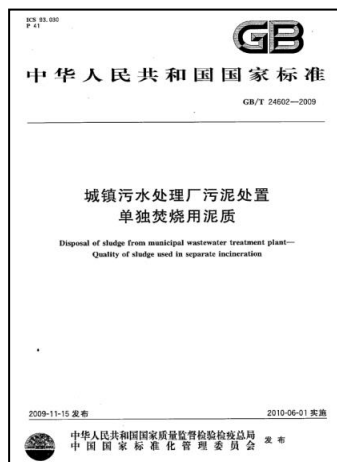 ICS 03.030
P 41
GB
中华人民共和国国家标准
GB/T 24602—2009
城镇污水处理厂污泥处置
单独焚烧用泥质
Disposal of sludge from municipal wastewater treatment plant—
Quality of sludge used in separate incineration
2009-11-15 发布
2010-06-01 实施
中华人民共和国国家质量监督检验检疫总局
中国国家标准化管理委员会
发布